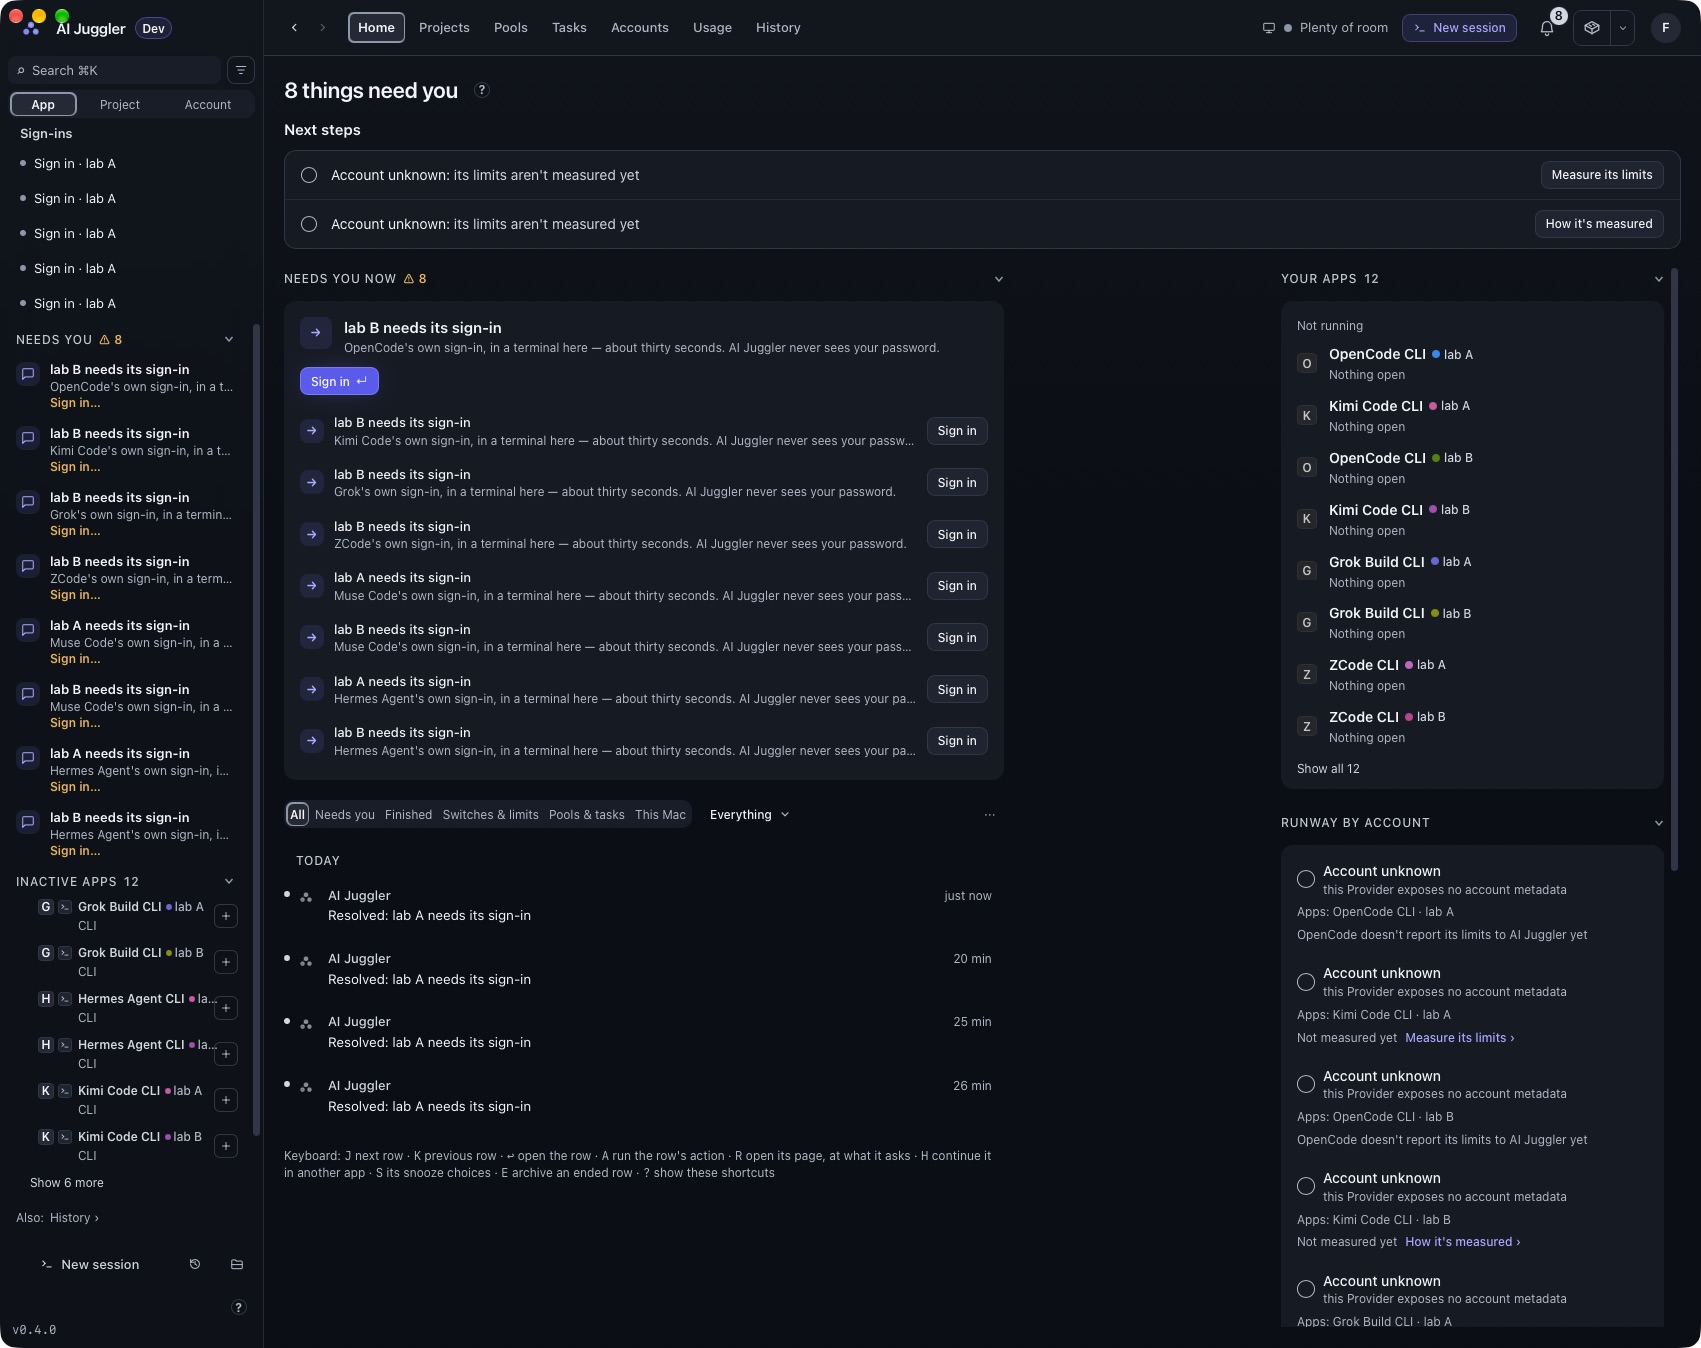 AI Juggler Dev
Search ⌘K
App Project Account
Sign-ins
Sign in · lab A
Sign in · lab A
Sign in · lab A
Sign in · lab A
Sign in · lab A
NEEDS YOU 8
lab B needs its sign-in
OpenCode's own sign-in, in a t...
Sign in...
lab B needs its sign-in
Kimi Code's own sign-in, in a t...
Sign in...
lab B needs its sign-in
Grok's own sign-in, in a termin...
Sign in...
lab B needs its sign-in
ZCode's own sign-in, in a term...
Sign in...
lab A needs its sign-in
Muse Code's own sign-in, in a ...
Sign in...
lab B needs its sign-in
Muse Code's own sign-in, in a ...
Sign in...
lab A needs its sign-in
Hermes Agent's own sign-in, i...
Sign in...
lab B needs its sign-in
Hermes Agent's own sign-in, i...
Sign in...
INACTIVE APPS 12
G Grok Build CLI lab A
CLI
G Grok Build CLI lab B
CLI
H Hermes Agent CLI la...
CLI
H Hermes Agent CLI la...
CLI
K Kimi Code CLI lab A
CLI
K Kimi Code CLI lab B
CLI
Show 6 more
Also: History ›
New session
?
v0.4.0
Home Projects Pools Tasks Accounts Usage History
Plenty of room New session 8 F
8 things need you ?
Next steps
Account unknown: its limits aren't measured yet Measure its limits
Account unknown: its limits aren't measured yet How it's measured
NEEDS YOU NOW 8
lab B needs its sign-in
OpenCode's own sign-in, in a terminal here — about thirty seconds. AI Juggler never sees your password.
Sign in ↵
lab B needs its sign-in
Kimi Code's own sign-in, in a terminal here — about thirty seconds. AI Juggler never sees your passw... Sign in
lab B needs its sign-in
Grok's own sign-in, in a terminal here — about thirty seconds. AI Juggler never sees your password. Sign in
lab B needs its sign-in
ZCode's own sign-in, in a terminal here — about thirty seconds. AI Juggler never sees your password. Sign in
lab A needs its sign-in
Muse Code's own sign-in, in a terminal here — about thirty seconds. AI Juggler never sees your pass... Sign in
lab B needs its sign-in
Muse Code's own sign-in, in a terminal here — about thirty seconds. AI Juggler never sees your pass... Sign in
lab A needs its sign-in
Hermes Agent's own sign-in, in a terminal here — about thirty seconds. AI Juggler never sees your pa... Sign in
lab B needs its sign-in
Hermes Agent's own sign-in, in a terminal here — about thirty seconds. AI Juggler never sees your pa... Sign in
All Needs you Finished Switches & limits Pools & tasks This Mac Everything ...
TODAY
AI Juggler just now
Resolved: lab A needs its sign-in
AI Juggler 20 min
Resolved: lab A needs its sign-in
AI Juggler 25 min
Resolved: lab A needs its sign-in
AI Juggler 26 min
Resolved: lab A needs its sign-in
Keyboard: J next row · K previous row · ↩ open the row · A run the row's action · R open its page, at what it asks · H continue it
in another app · S its snooze choices · E archive an ended row · ? show these shortcuts
YOUR APPS 12
Not running
O OpenCode CLI lab A
Nothing open
K Kimi Code CLI lab A
Nothing open
O OpenCode CLI lab B
Nothing open
K Kimi Code CLI lab B
Nothing open
G Grok Build CLI lab A
Nothing open
G Grok Build CLI lab B
Nothing open
Z ZCode CLI lab A
Nothing open
Z ZCode CLI lab B
Nothing open
Show all 12
RUNWAY BY ACCOUNT
Account unknown
this Provider exposes no account metadata
Apps: OpenCode CLI · lab A
OpenCode doesn't report its limits to AI Juggler yet
Account unknown
this Provider exposes no account metadata
Apps: Kimi Code CLI · lab A
Not measured yet Measure its limits ›
Account unknown
this Provider exposes no account metadata
Apps: OpenCode CLI · lab B
OpenCode doesn't report its limits to AI Juggler yet
Account unknown
this Provider exposes no account metadata
Apps: Kimi Code CLI · lab B
Not measured yet How it's measured ›
Account unknown
this Provider exposes no account metadata
Apps: Grok Build CLI · lab A